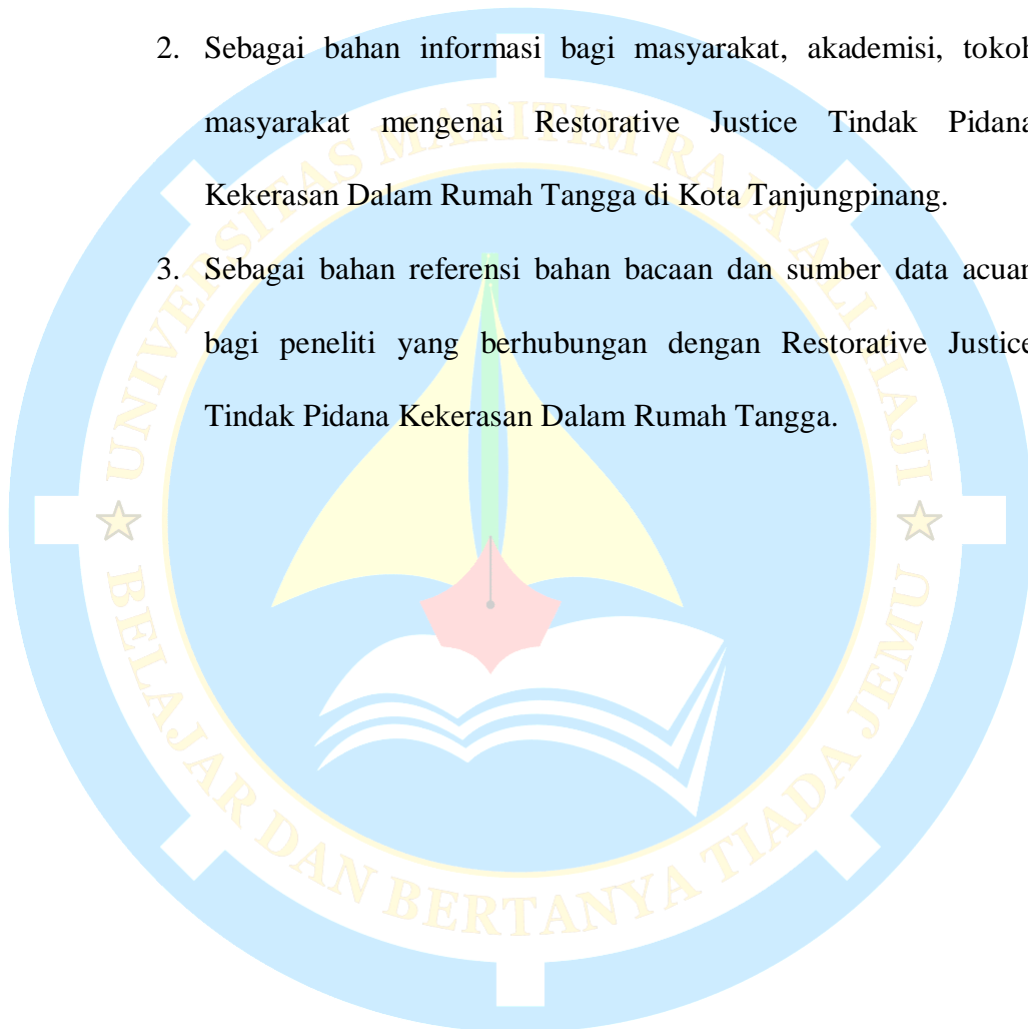 2. Sebagai bahan informasi bagi masyarakat, akademisi, tokoh
masyarakat mengenai Restorative Justice Tindak Pidana
Kekerasan Dalam Rumah Tangga di Kota Tanjungpinang.
3. Sebagai bahan referensi bahan bacaan dan sumber data acuan
bagi peneliti yang berhubungan dengan Restorative Justice
Tindak Pidana Kekerasan Dalam Rumah Tangga.
UNIVERSITAS MARITIM RAJA ALI HAJI
BELAJAR DAN BERTANYA TIADA JEMU